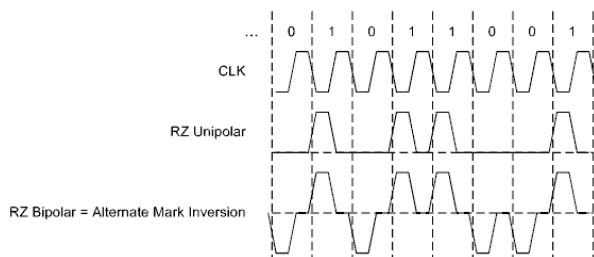 ... 0 1 0 1 1 0 0 1
CLK
RZ Unipolar
RZ Bipolar = Alternate Mark Inversion